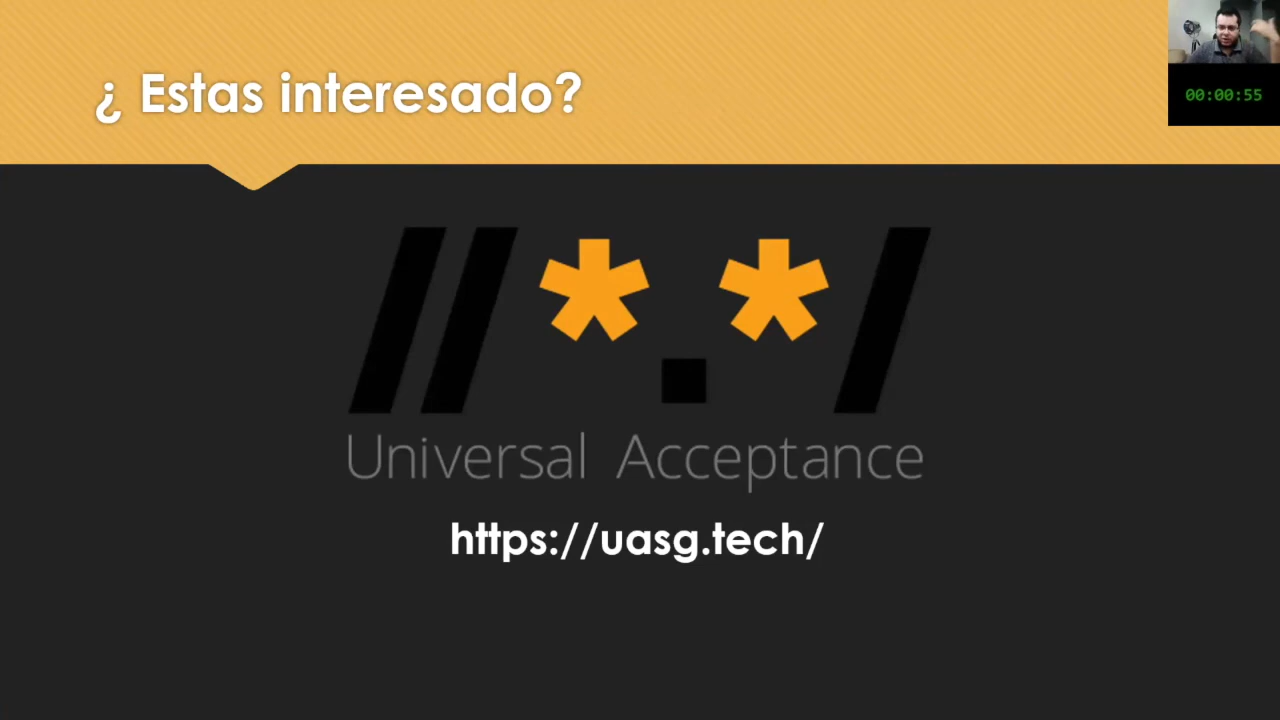 ¿ Estas interesado?
00:00:55
//*.*/
Universal Acceptance
https://uasg.tech/